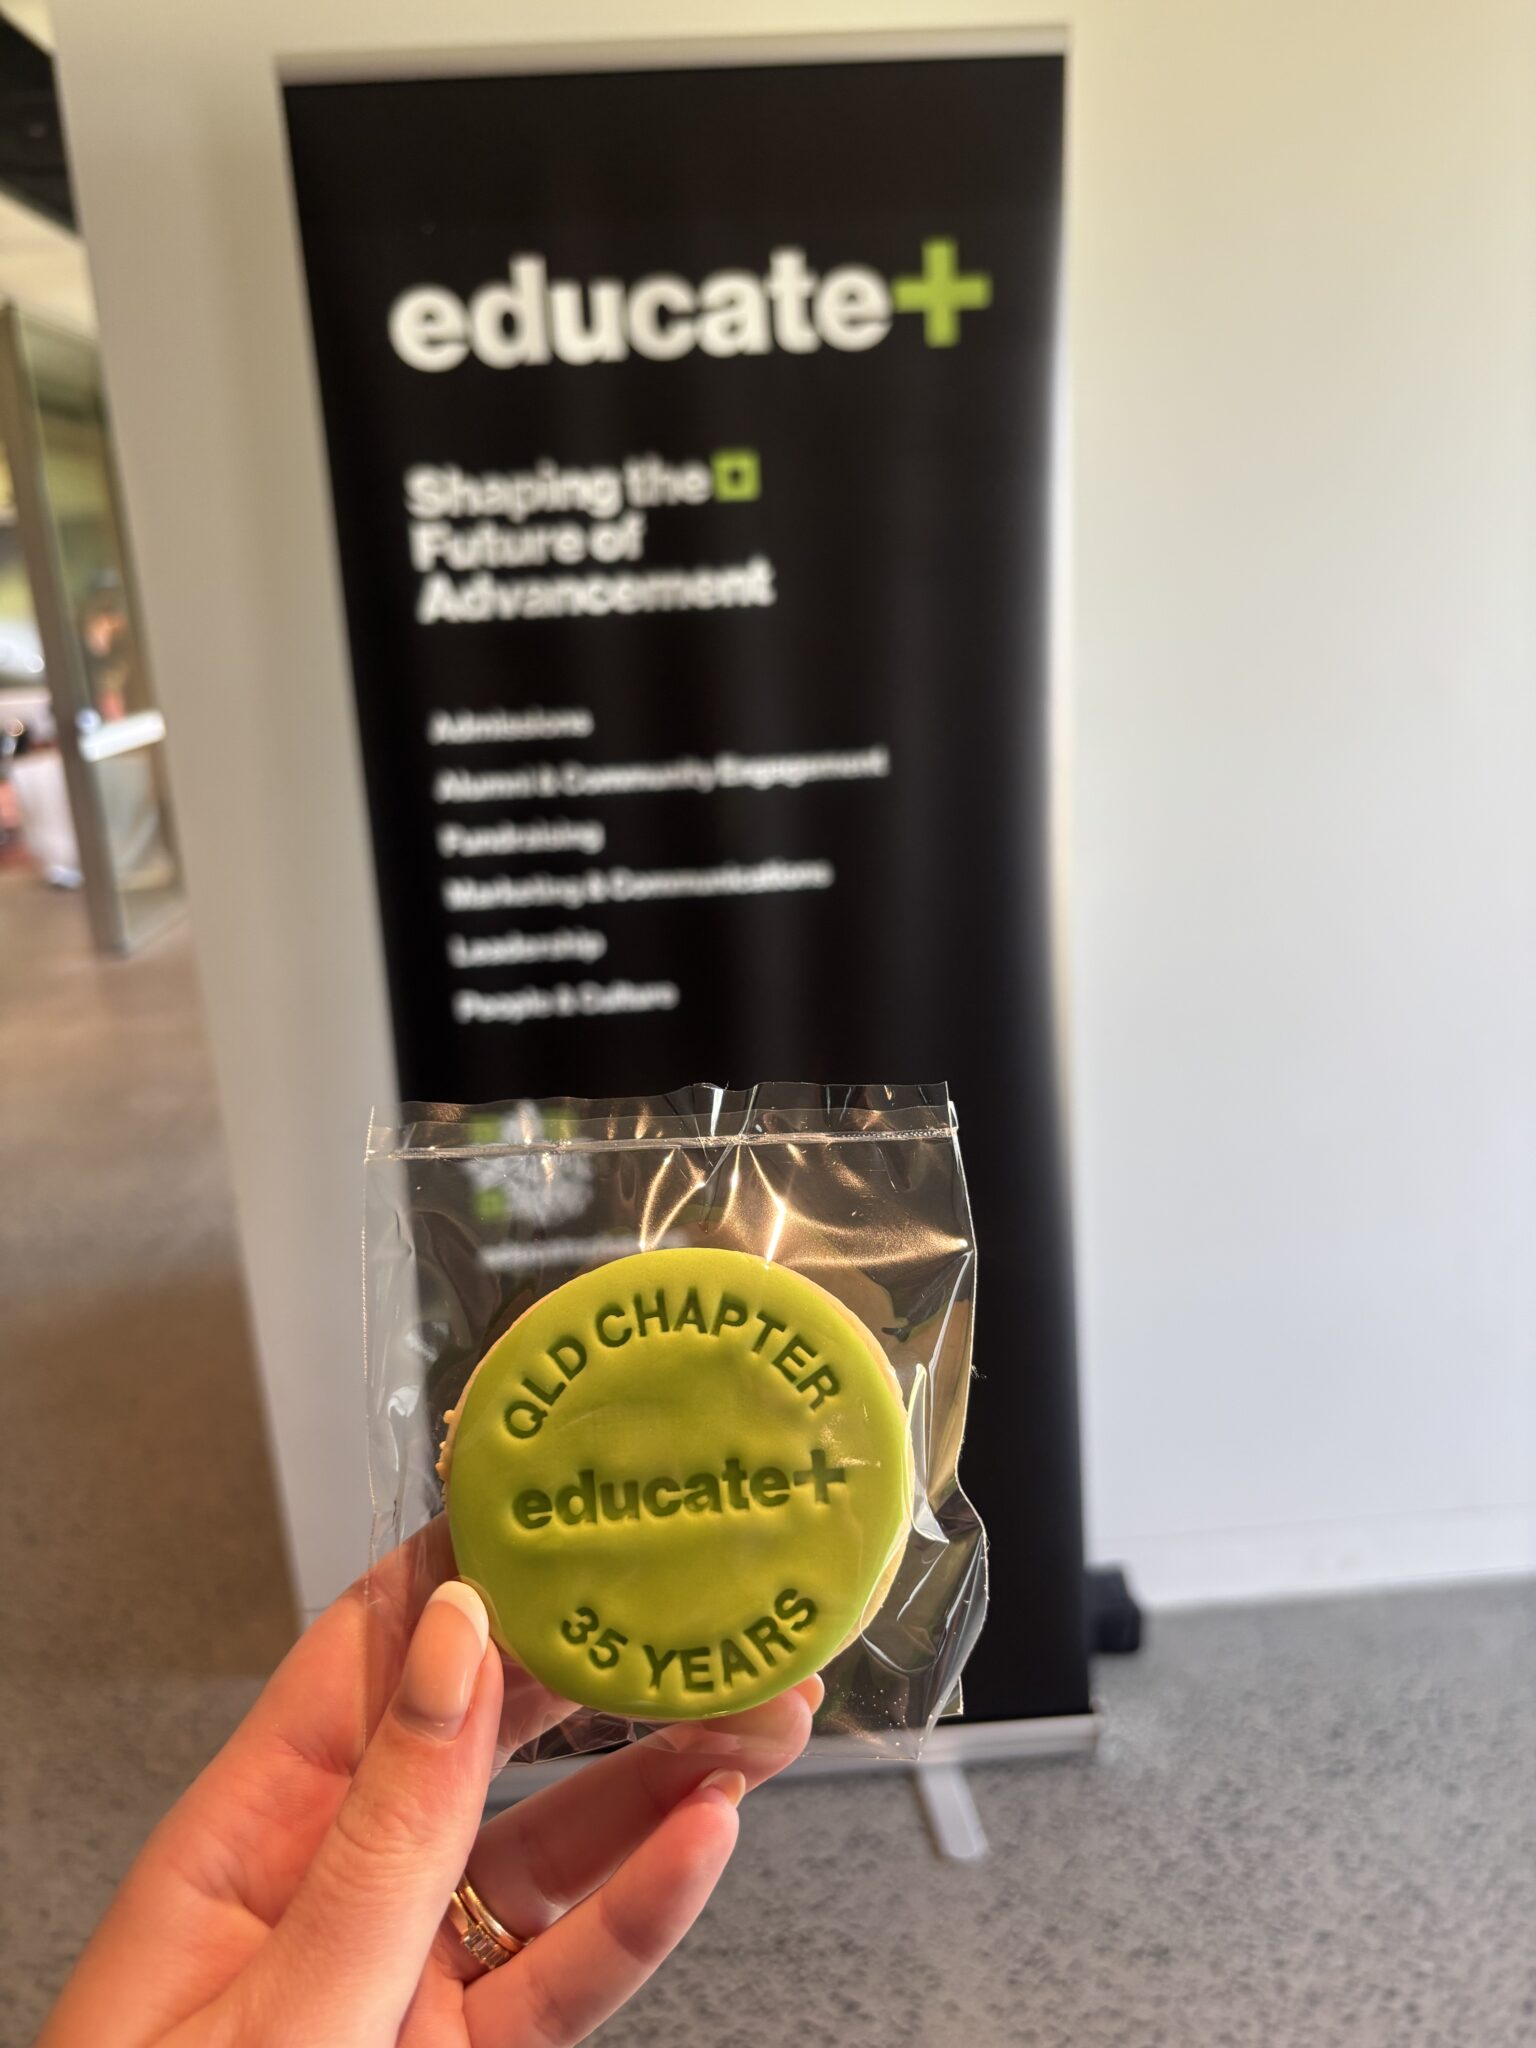 educate+
Shaping the
Future of
Advancement
Admissions
Alumni & Community Engagement
Fundraising
Marketing & Communications
Leadership
People & Culture
QLD CHAPTER
educate+
35 YEARS